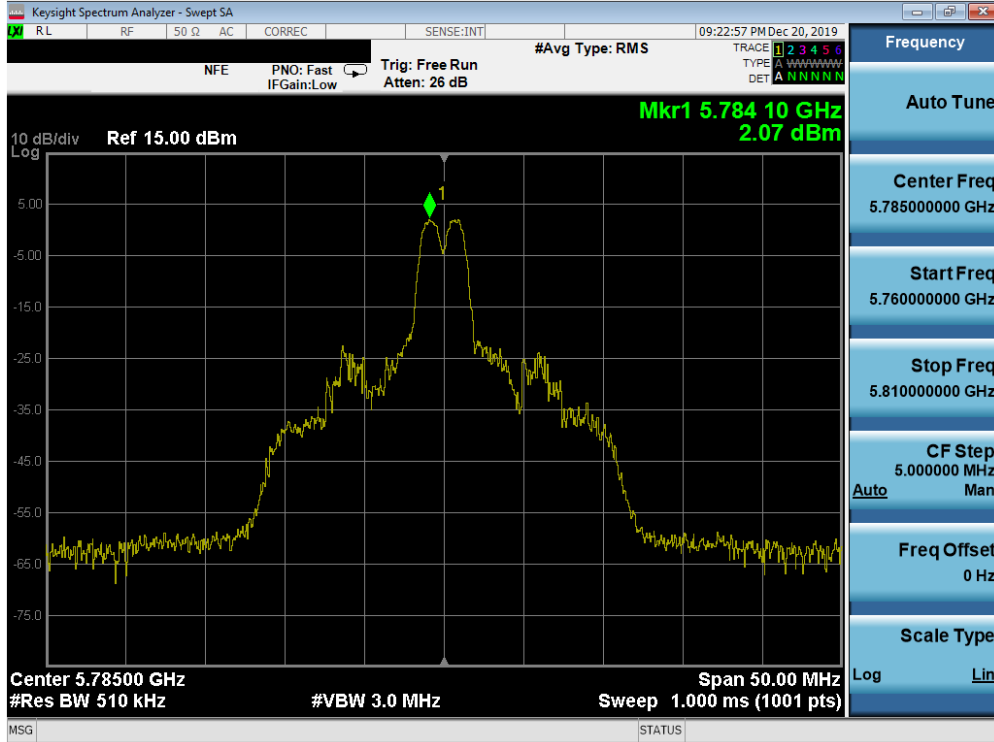 Keysight Spectrum Analyzer - Swept SA
LXI RL RF 50 Ω AC CORREC SENSE:INT 09:22:57 PM Dec 20, 2019
#Avg Type: RMS TRACE 1 2 3 4 5 6
NFE PNO: Fast Trig: Free Run TYPE A WWWWW
IFGain:Low Atten: 26 dB DET A N N N N N
Mkr1 5.784 10 GHz
2.07 dBm
10 dB/div Ref 15.00 dBm
Log
1
5.00
-5.00
-15.0
-25.0
-35.0
-45.0
-55.0
-65.0
-75.0
Center 5.78500 GHz Span 50.00 MHz
#Res BW 510 kHz #VBW 3.0 MHz Sweep 1.000 ms (1001 pts)
MSG STATUS
Frequency
Auto Tune
Center Freq
5.785000000 GHz
Start Freq
5.760000000 GHz
Stop Freq
5.810000000 GHz
CF Step
5.000000 MHz
Auto Man
Freq Offset
0 Hz
Scale Type
Log Lin